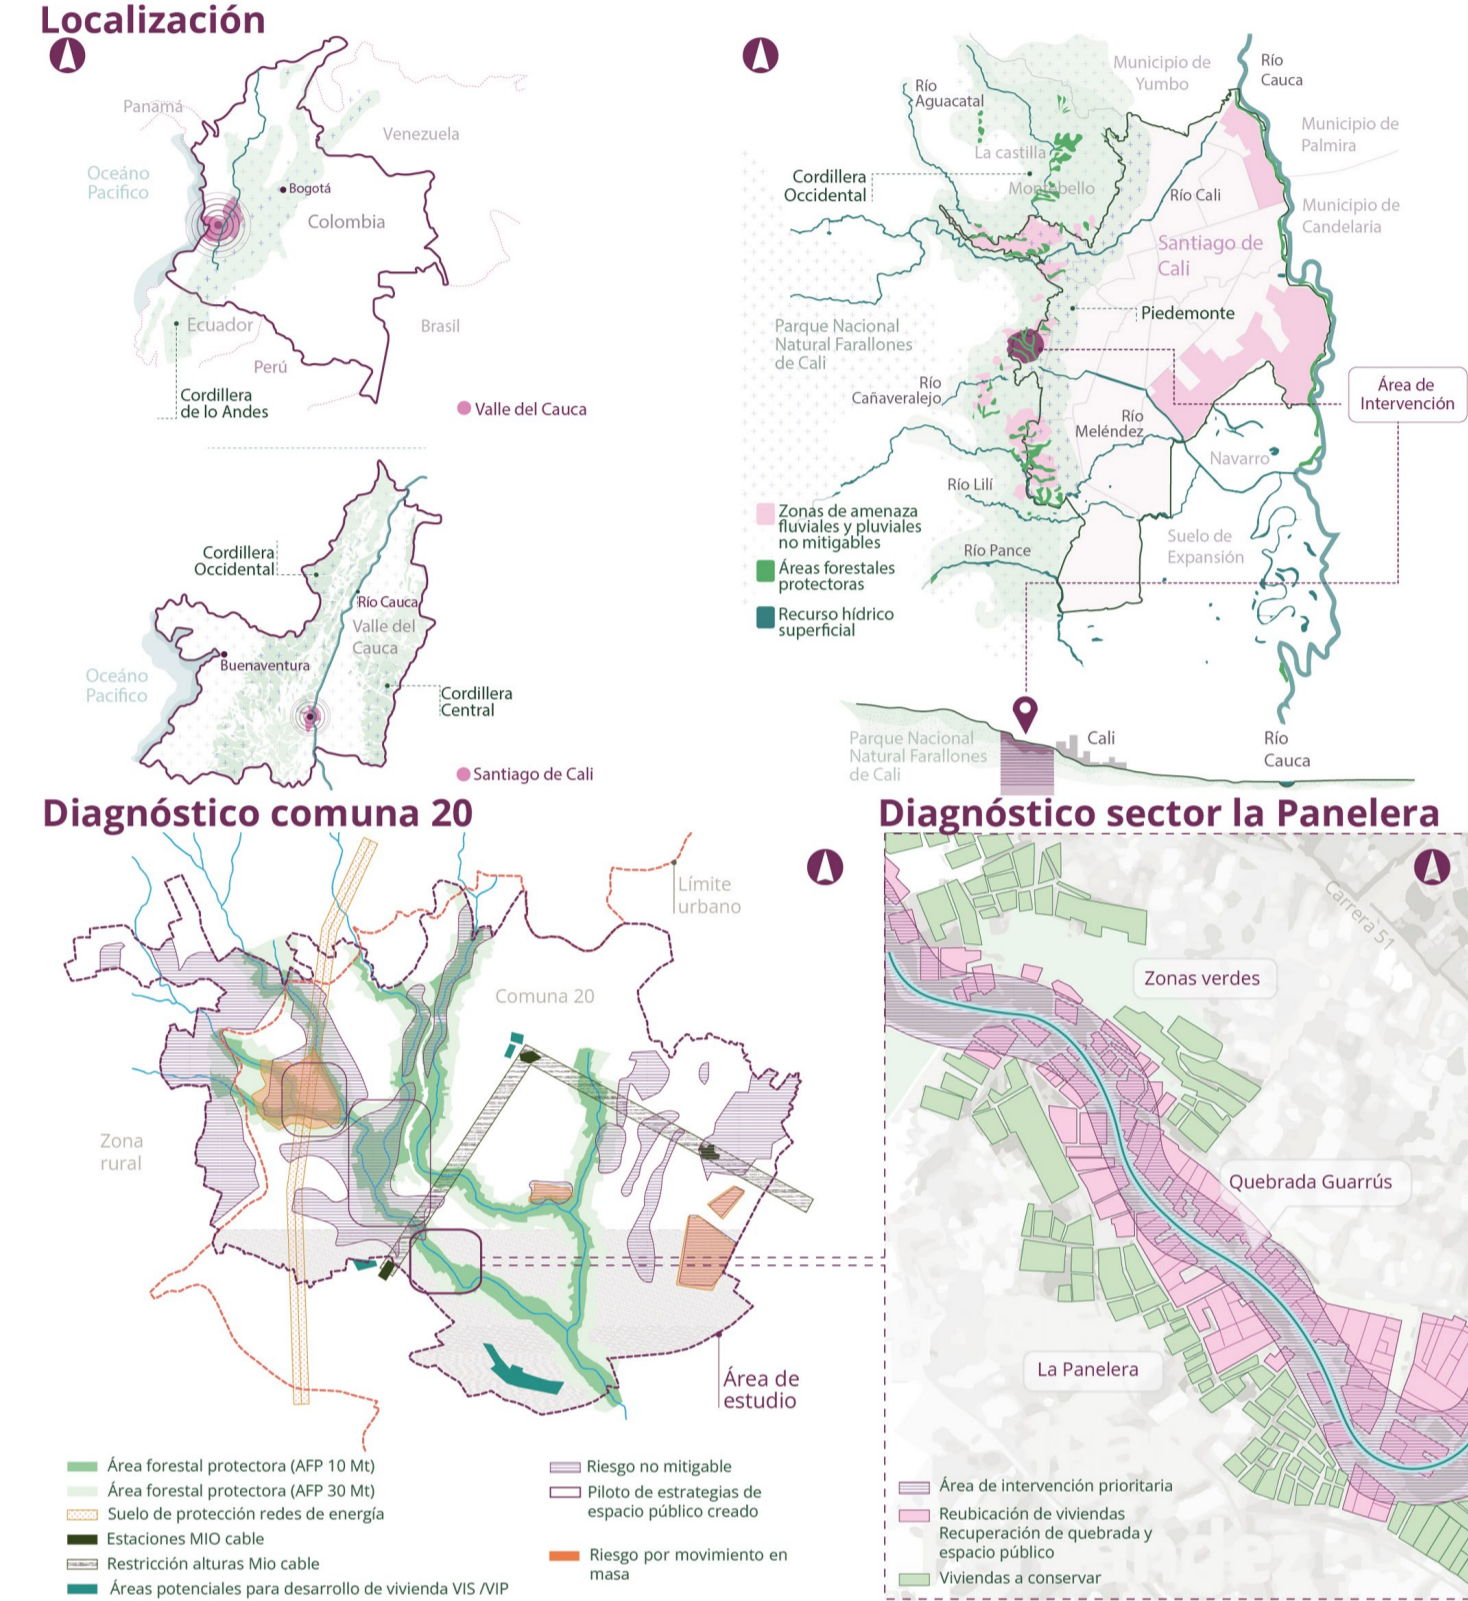 Localización
Panamá
Venezuela
Oceáno
Pacifico
Bogotá
Colombia
Ecuador
Brasil
Perú
Cordillera
de lo Andes
Valle del Cauca
Cordillera
Occidental
Río Cauca
Valle del
Cauca
Buenaventura
Oceáno
Pacifico
Cordillera
Central
Santiago de Cali
Municipio de
Yumbo
Río
Cauca
Río
Aguacatal
Municipio de
Palmira
La castilla
Cordillera
Occidental
Montebello
Río Cali
Municipio de
Candelaria
Santiago de
Cali
Piedemonte
Parque Nacional
Natural Farallones
de Cali
Río
Cañaveralejo
Área de
Intervención
Río
Meléndez
Navarro
Río Lilí
Zonas de amenaza
fluviales y pluviales
no mitigables
Suelo de
Expansión
Río Pance
Áreas forestales
protectoras
Recurso hídrico
superficial
Parque Nacional
Natural Farallones
de Cali
Cali
Río
Cauca
Diagnóstico comuna 20
Límite
urbano
Comuna 20
Zona
rural
Área de
estudio
Área forestal protectora (AFP 10 Mt)
Área forestal protectora (AFP 30 Mt)
Suelo de protección redes de energía
Estaciones MIO cable
Restricción alturas Mio cable
Áreas potenciales para desarrollo de vivienda VIS /VIP
Riesgo no mitigable
Piloto de estrategias de
espacio público creado
Riesgo por movimiento en
masa
Diagnóstico sector la Panelera
Carrera 51
Zonas verdes
Quebrada Guarrús
La Panelera
Área de intervención prioritaria
Reubicación de viviendas
Recuperación de quebrada y
espacio público
Viviendas a conservar